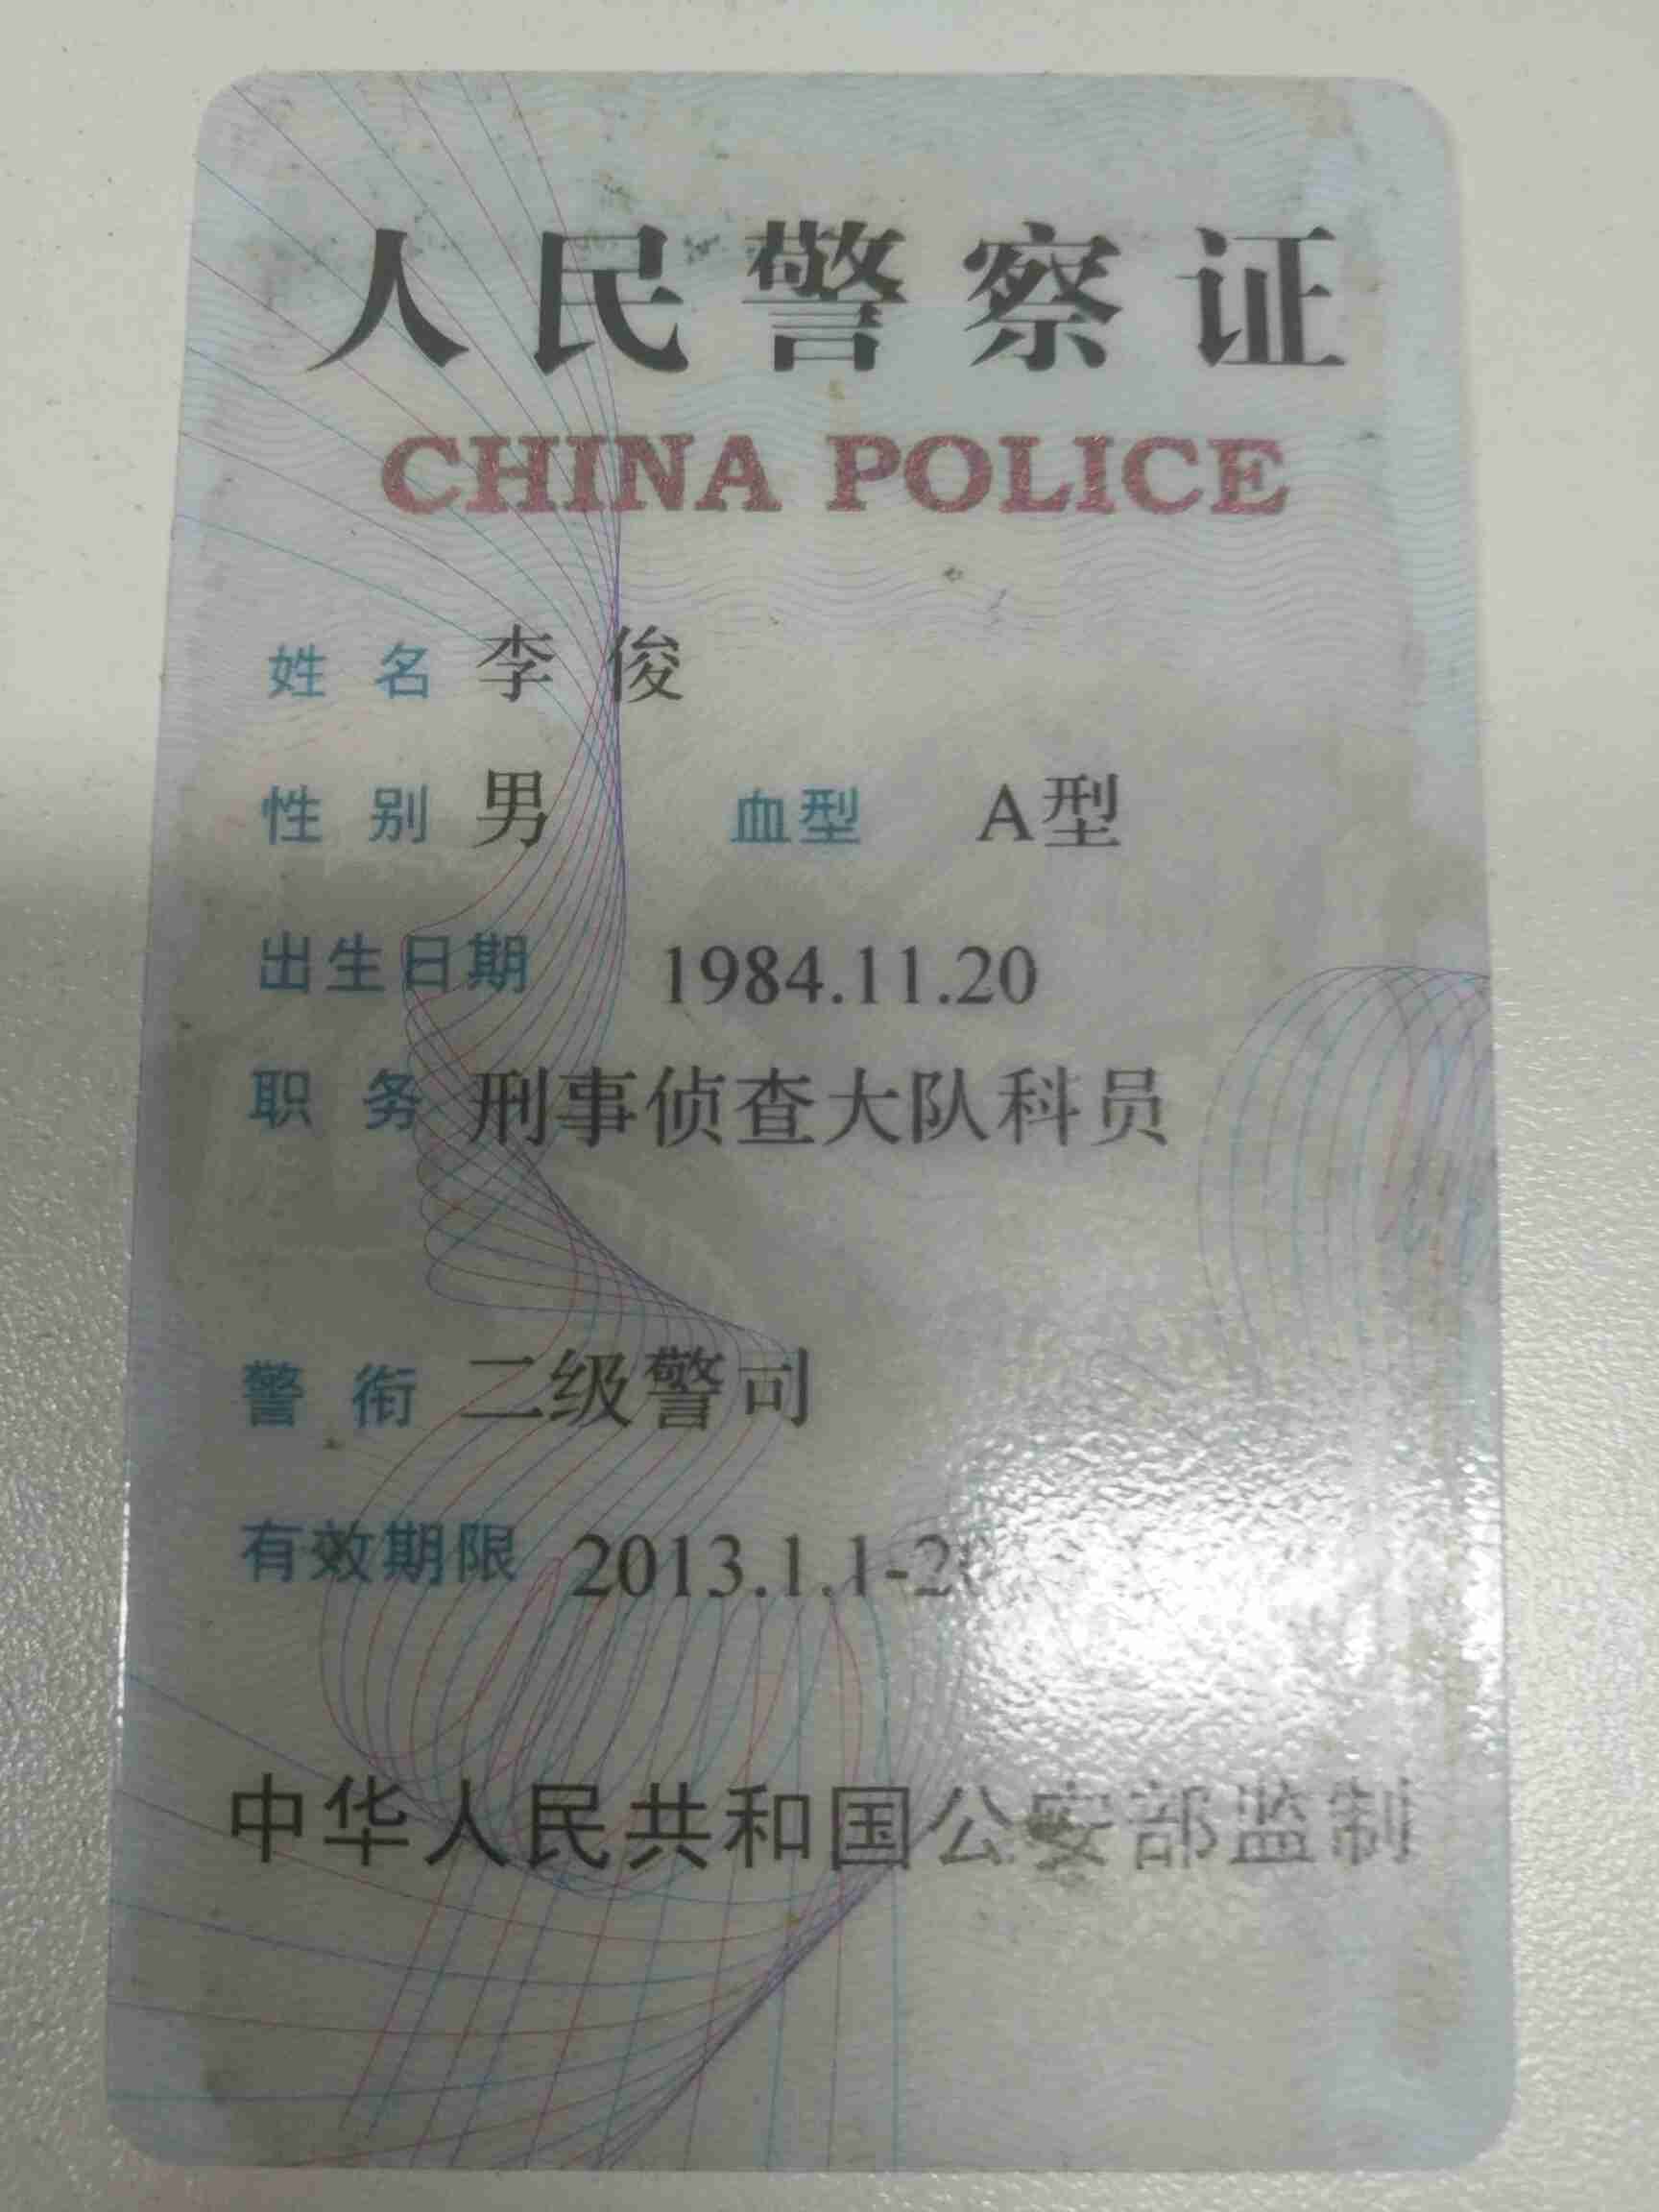 人民警察证
CHINA POLICE
姓 名 李 俊
性 别 男 血型 A型
出生日期 1984.11.20
职 务 刑事侦查大队科员
警 衔 二级警司
有效期限 2013.1.1-2
中华人民共和国公安部监制